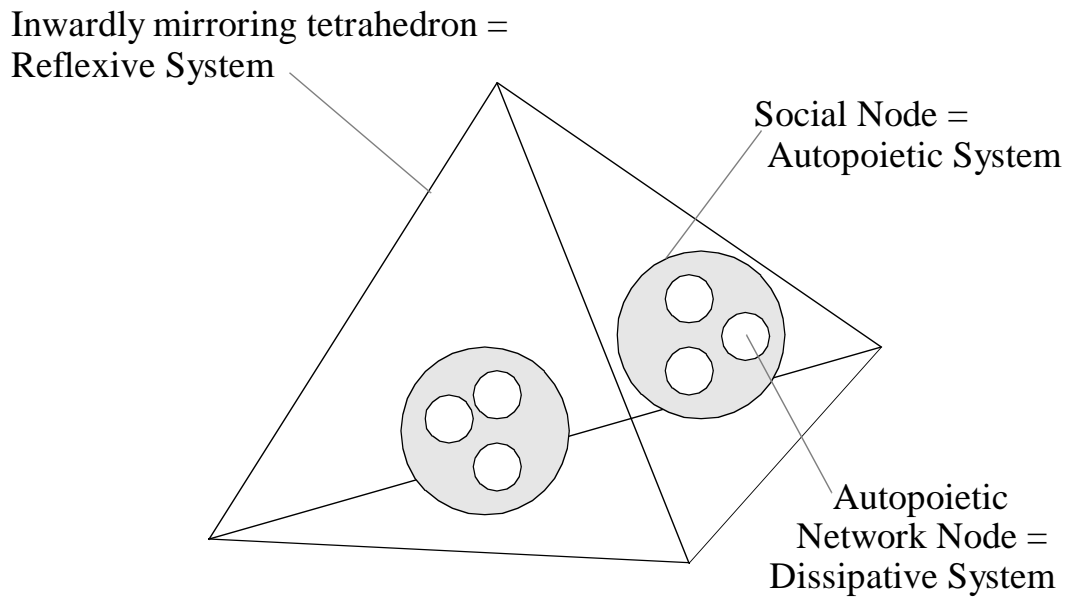 Inwardly mirroring tetrahedron =
Reflexive System
Social Node =
Autopoietic System
Autopoietic
Network Node =
Dissipative System